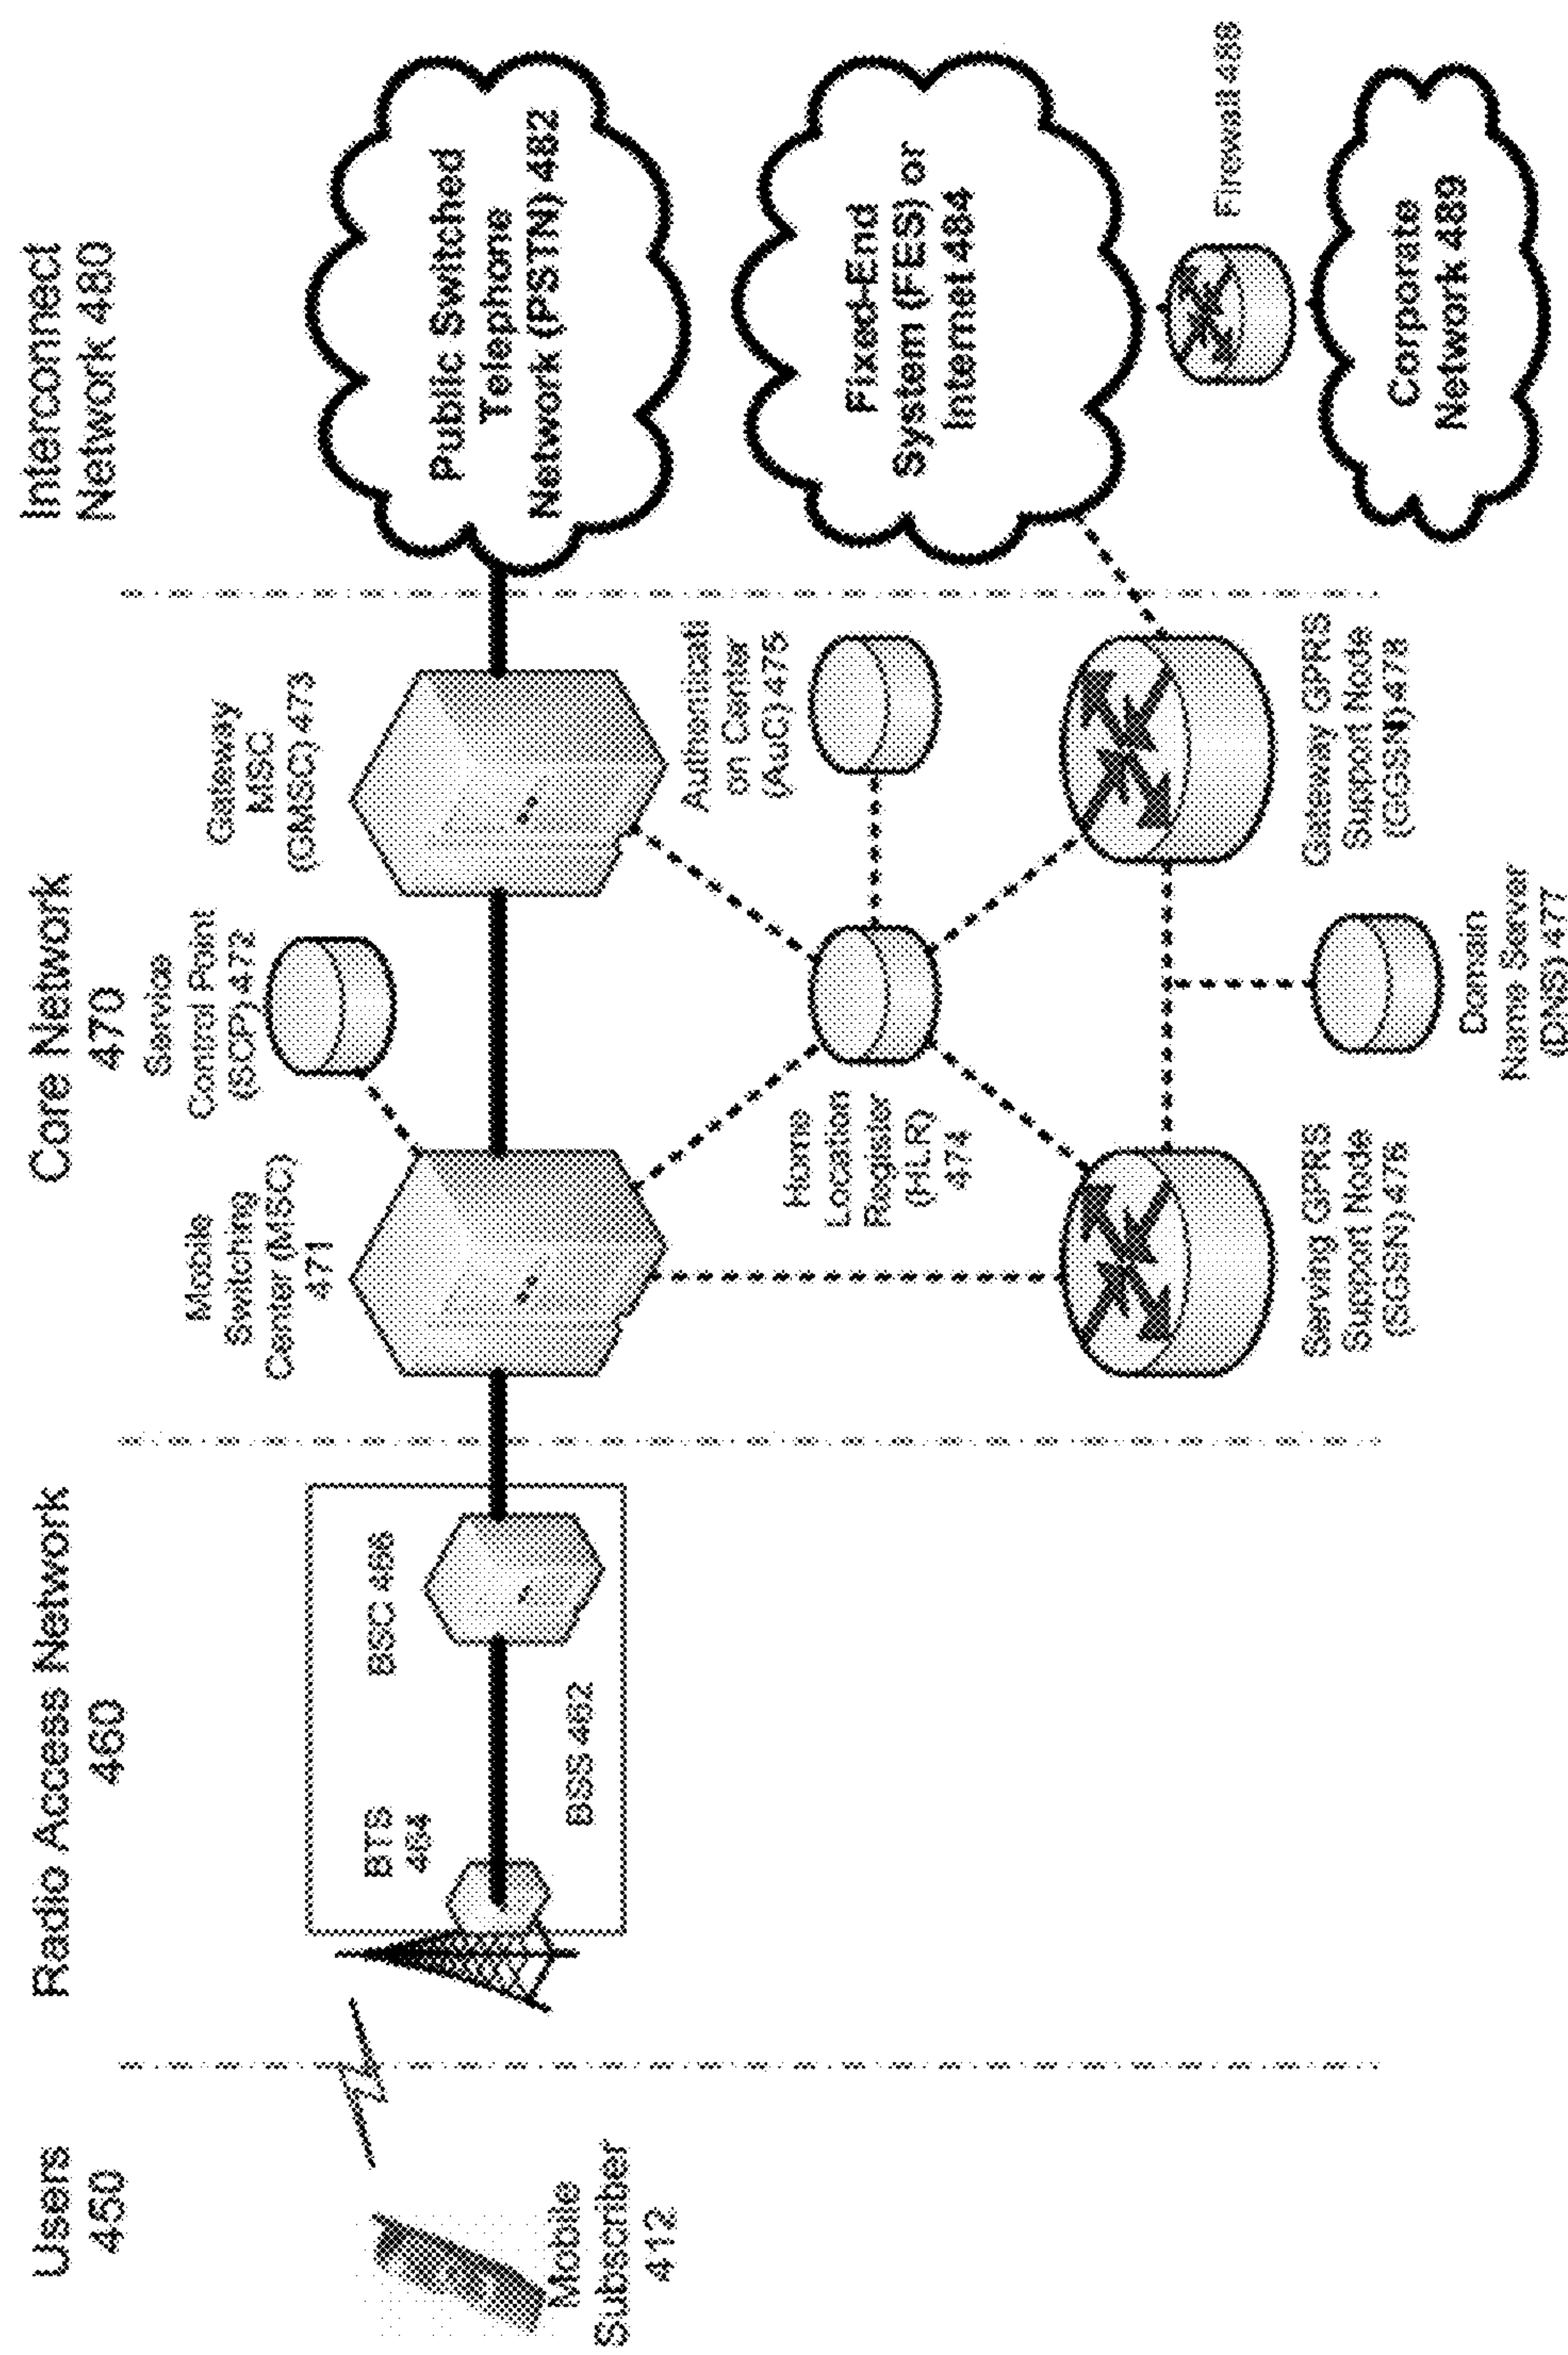 Users
450
Radio Access Network
460
Core Network
470
Interconnect
Network 480
Mobile
Subscriber
412
BTS
464
BSC 466
BSS 462
Mobile
Switching
Center (MSC)
471
Service
Control Point
(SCP) 472
Gateway
MSC
(GMSC) 473
Home
Location
Register
(HLR)
474
Authenticati
on Center
(AuC) 475
Serving GPRS
Support Node
(SGSN) 476
Domain
Name Server
(DNS) 477
Gateway GPRS
Support Node
(GGSN) 478
Public Switched
Telephone
Network (PSTN) 482
Fixed-End
System (FES) or
Internet 484
Firewall 488
Corporate
Network 489